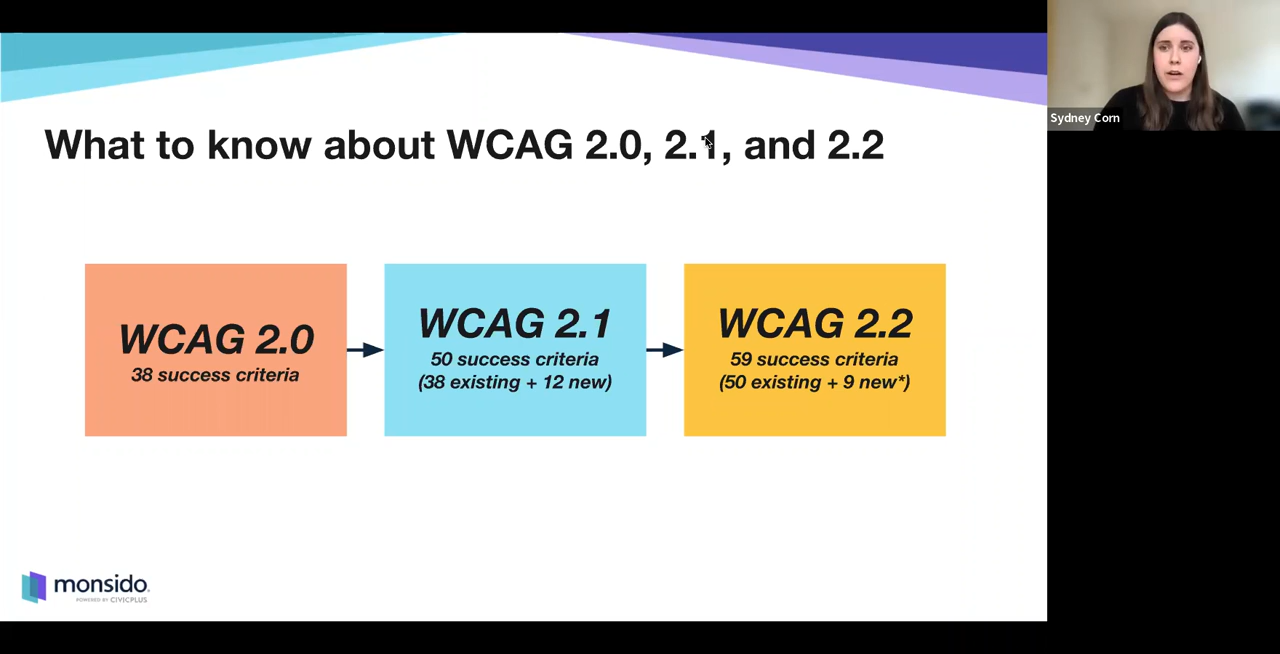 What to know about WCAG 2.0, 2.1, and 2.2
Sydney Corn
WCAG 2.0
38 success criteria
WCAG 2.1
50 success criteria
(38 existing + 12 new)
WCAG 2.2
59 success criteria
(50 existing + 9 new*)
monsido
POWERED BY CIVICPLUS